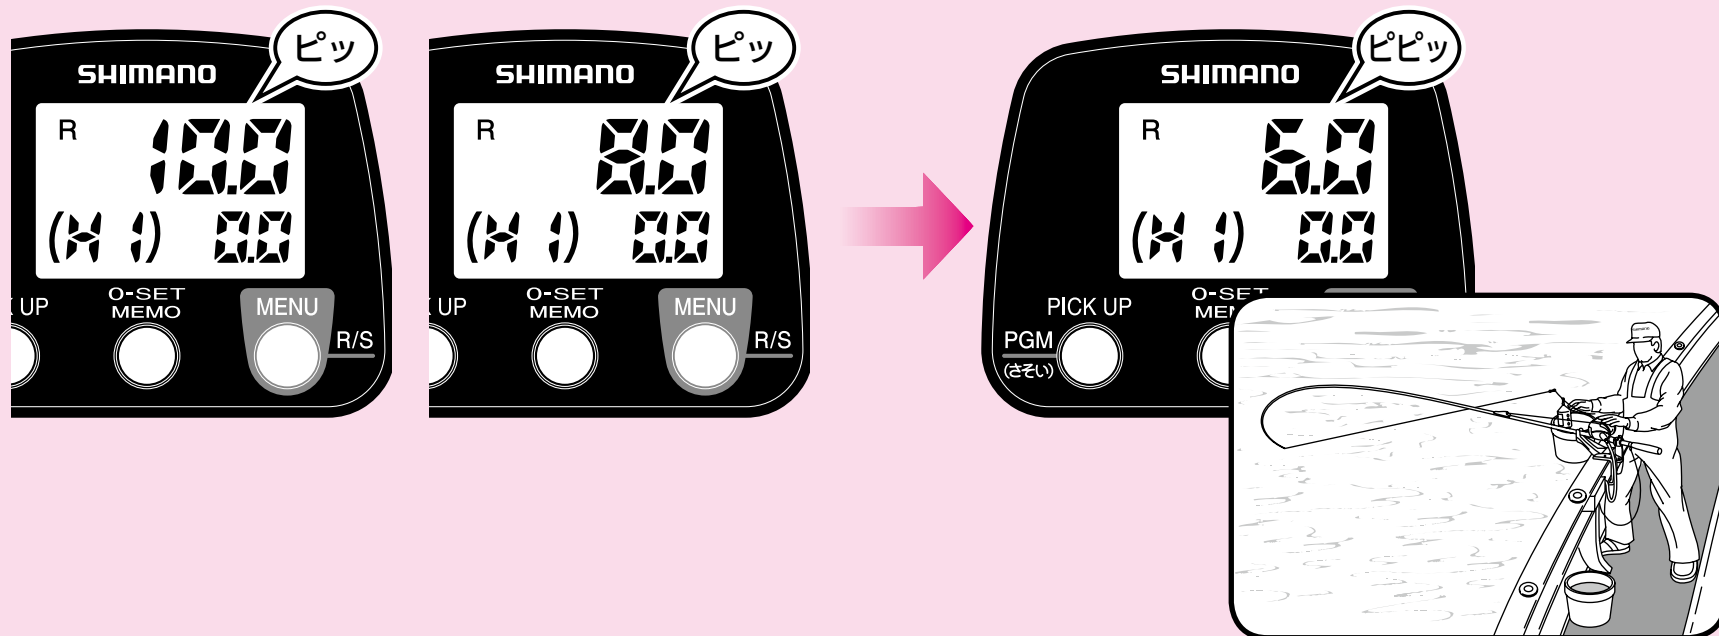 ピッ
SHIMANO
R 10.0
(H 1) 0.0
0-SET
MEMO
MENU
R/S
ピッ
SHIMANO
R 8.0
(H 1) 0.0
UP
0-SET
MEMO
MENU
R/S
ピピッ
SHIMANO
R 6.0
(H 1) 0.0
PICK UP
0-SET
PGM
(さそい)